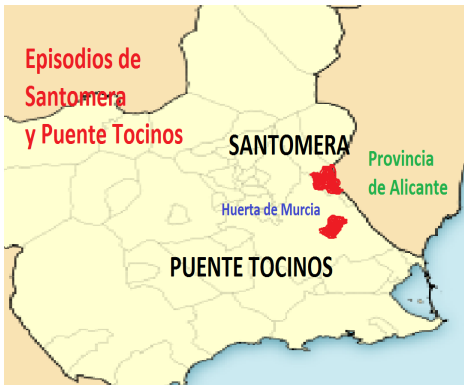 Episodios de
Santomera
y Puente Tocinos
SANTOMERA
Provincia
de Alicante
Huerta de Murcia
PUENTE TOCINOS